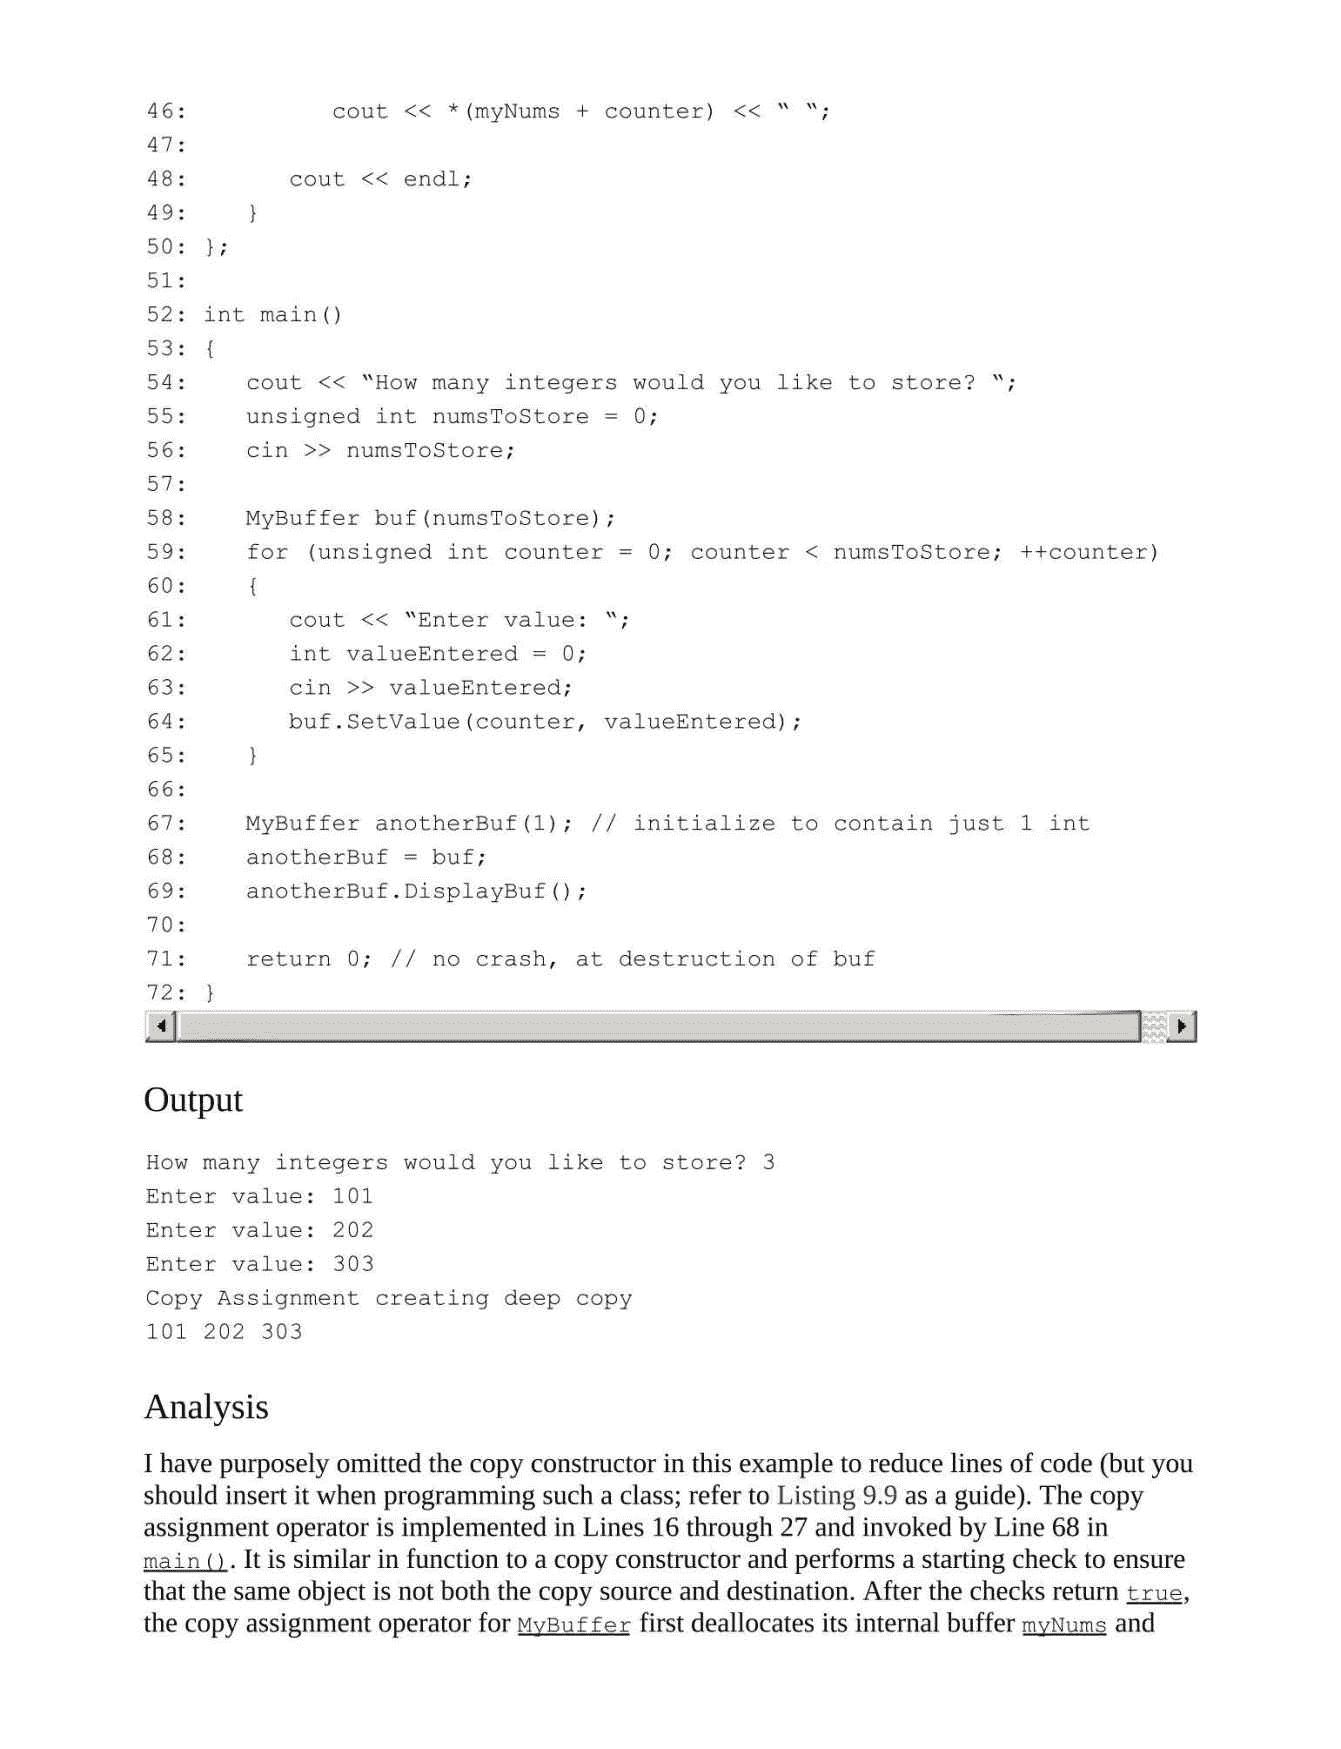 46:          cout << *(myNums + counter) << “ “;
47:
48:       cout << endl;
49:    }
50: };
51:
52: int main()
53: {
54:    cout << “How many integers would you like to store? “;
55:    unsigned int numsToStore = 0;
56:    cin >> numsToStore;
57:
58:    MyBuffer buf(numsToStore);
59:    for (unsigned int counter = 0; counter < numsToStore; ++counter)
60:    {
61:       cout << “Enter value: “;
62:       int valueEntered = 0;
63:       cin >> valueEntered;
64:       buf.SetValue(counter, valueEntered);
65:    }
66:
67:    MyBuffer anotherBuf(1); // initialize to contain just 1 int
68:    anotherBuf = buf;
69:    anotherBuf.DisplayBuf();
70:
71:    return 0; // no crash, at destruction of buf
72: }
Output
How many integers would you like to store? 3
Enter value: 101
Enter value: 202
Enter value: 303
Copy Assignment creating deep copy
101 202 303
Analysis
I have purposely omitted the copy constructor in this example to reduce lines of code (but you
should insert it when programming such a class; refer to Listing 9.9 as a guide). The copy
assignment operator is implemented in Lines 16 through 27 and invoked by Line 68 in
main(). It is similar in function to a copy constructor and performs a starting check to ensure
that the same object is not both the copy source and destination. After the checks return true,
the copy assignment operator for MyBuffer first deallocates its internal buffer myNums and